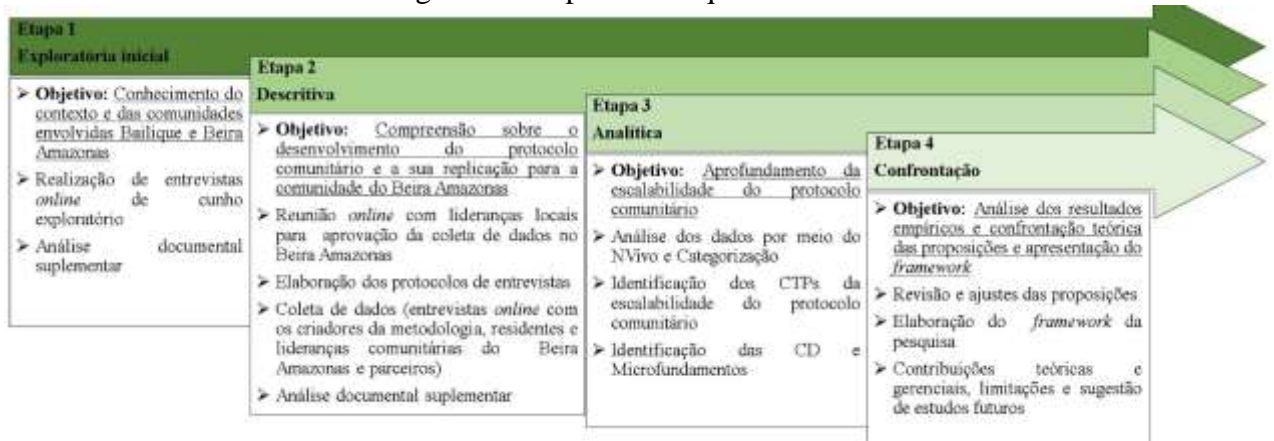 Etapa 1
Exploratória inicial
➤ Objetivo: Conhecimento do
contexto e das comunidades
envolvidas Bailique e Beira
Amazonas
➤ Realização de entrevistas
online de cunho
exploratório
➤ Análise documental
suplementar
Etapa 2
Descritiva
➤ Objetivo: Compreensão sobre o
desenvolvimento do protocolo
comunitário e a sua replicação para a
comunidade do Beira Amazonas
➤ Reunião online com lideranças locais
para aprovação da coleta de dados no
Beira Amazonas
➤ Elaboração dos protocolos de entrevistas
➤ Coleta de dados (entrevistas online com
os criadores da metodologia, residentes e
lideranças comunitárias do Beira
Amazonas e parceiros)
➤ Análise documental suplementar
Etapa 3
Analítica
➤ Objetivo: Aprofundamento da
escalabilidade do protocolo
comunitário
➤ Análise dos dados por meio do
NVivo e Categorização
➤ Identificação dos CTPs da
escalabilidade do protocolo
comunitário
➤ Identificação das CD e
Microfundamentos
Etapa 4
Confrontação
➤ Objetivo: Análise dos resultados
empíricos e confrontação teórica
das proposições e apresentação do
framework
➤ Revisão e ajustes das proposições
➤ Elaboração do framework da
pesquisa
➤ Contribuições teóricas e
gerenciais, limitações e sugestão
de estudos futuros